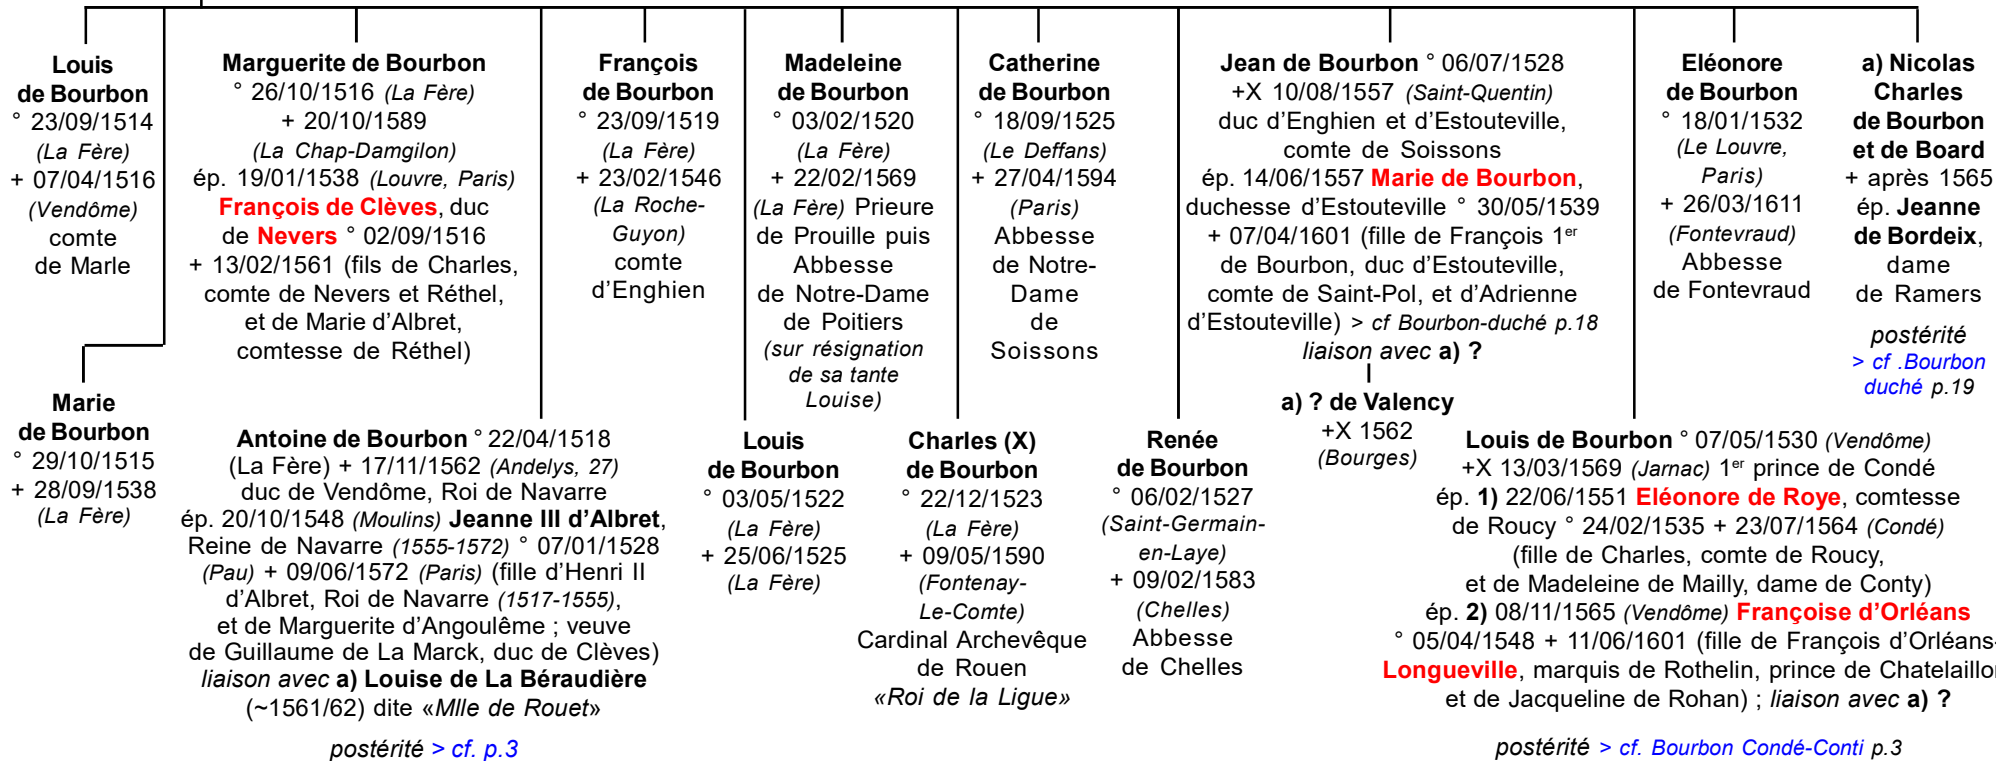 Louis
de Bourbon
° 23/09/1514
(La Fère)
+ 07/04/1516
(Vendôme)
comte
de Marle
Marguerite de Bourbon
° 26/10/1516 (La Fère)
+ 20/10/1589
(La Chap-Damgilon)
ép. 19/01/1538 (Louvre, Paris)
François de Clèves, duc
de Nevers ° 02/09/1516
+ 13/02/1561 (fils de Charles,
comte de Nevers et Réthel,
et de Marie d’Albret,
comtesse de Réthel)
François
de Bourbon
° 23/09/1519
(La Fère)
+ 23/02/1546
(La Roche-
Guyon)
comte
d’Enghien
Madeleine
de Bourbon
° 03/02/1520
(La Fère)
+ 22/02/1569
(La Fère) Prieure
de Prouille puis
Abbesse
de Notre-Dame
de Poitiers
(sur résignation
de sa tante
Louise)
Catherine
de Bourbon
° 18/09/1525
(Le Deffans)
+ 27/04/1594
(Paris)
Abbesse
de Notre-
Dame
de
Soissons
Jean de Bourbon ° 06/07/1528
+X 10/08/1557 (Saint-Quentin)
duc d’Enghien et d’Estouteville,
comte de Soissons
ép. 14/06/1557 Marie de Bourbon,
duchesse d’Estouteville ° 30/05/1539
+ 07/04/1601 (fille de François 1er
de Bourbon, duc d’Estouteville,
comte de Saint-Pol, et d’Adrienne
d’Estouteville) > cf Bourbon-duché p.18
liaison avec a) ?
a) ? de Valency
+X 1562
(Bourges)
Eléonore
de Bourbon
° 18/01/1532
(Le Louvre,
Paris)
+ 26/03/1611
(Fontevraud)
Abbesse
de Fontevraud
a) Nicolas
Charles
de Bourbon
et de Board
+ après 1565
ép. Jeanne
de Bordeix,
dame
de Ramers
postérité
> cf .Bourbon
duché p.19
Marie
de Bourbon
° 29/10/1515
+ 28/09/1538
(La Fère)
Antoine de Bourbon ° 22/04/1518
(La Fère) + 17/11/1562 (Andelys, 27)
duc de Vendôme, Roi de Navarre
ép. 20/10/1548 (Moulins) Jeanne III d’Albret,
Reine de Navarre (1555-1572) ° 07/01/1528
(Pau) + 09/06/1572 (Paris) (fille d’Henri II
d’Albret, Roi de Navarre (1517-1555),
et de Marguerite d’Angoulême ; veuve
de Guillaume de La Marck, duc de Clèves)
liaison avec a) Louise de La Béraudière
(~1561/62) dite «Mlle de Rouet»
postérité > cf. p.3
Louis
de Bourbon
° 03/05/1522
(La Fère)
+ 25/06/1525
(La Fère)
Charles (X)
de Bourbon
° 22/12/1523
(La Fère)
+ 09/05/1590
(Fontenay-
Le-Comte)
Cardinal Archevêque
de Rouen
«Roi de la Ligue»
Renée
de Bourbon
° 06/02/1527
(Saint-Germain-
en-Laye)
+ 09/02/1583
(Chelles)
Abbesse
de Chelles
Louis de Bourbon ° 07/05/1530 (Vendôme)
+X 13/03/1569 (Jarnac) 1er prince de Condé
ép. 1) 22/06/1551 Eléonore de Roye, comtesse
de Roucy ° 24/02/1535 + 23/07/1564 (Condé)
(fille de Charles, comte de Roucy,
et de Madeleine de Mailly, dame de Conty)
ép. 2) 08/11/1565 (Vendôme) Françoise d’Orléans
° 05/04/1548 + 11/06/1601 (fille de François d’Orléans-
Longueville, marquis de Rothelin, prince de Chatelaillon
et de Jacqueline de Rohan) ; liaison avec a) ?
postérité > cf. Bourbon Condé-Conti p.3